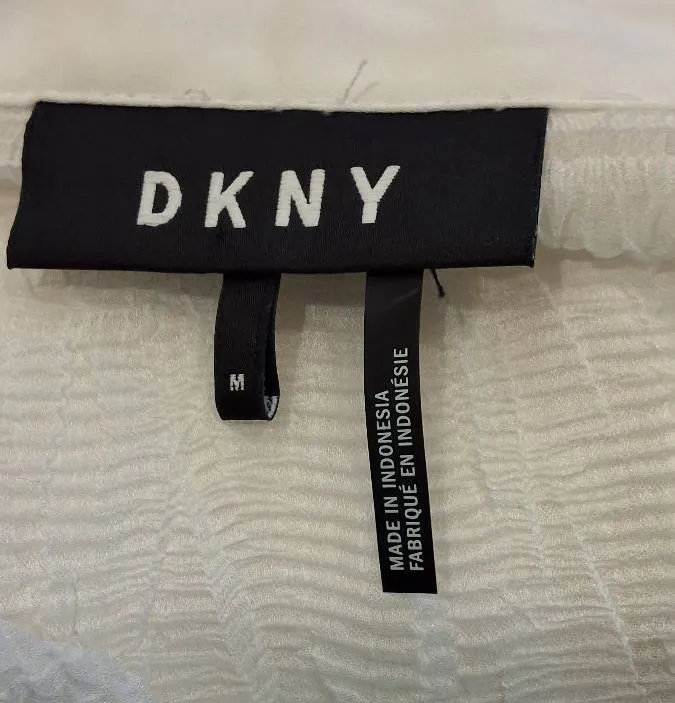 DKNY
M
MADE IN INDONESIA
FABRIQUÉ EN INDONÉSIE